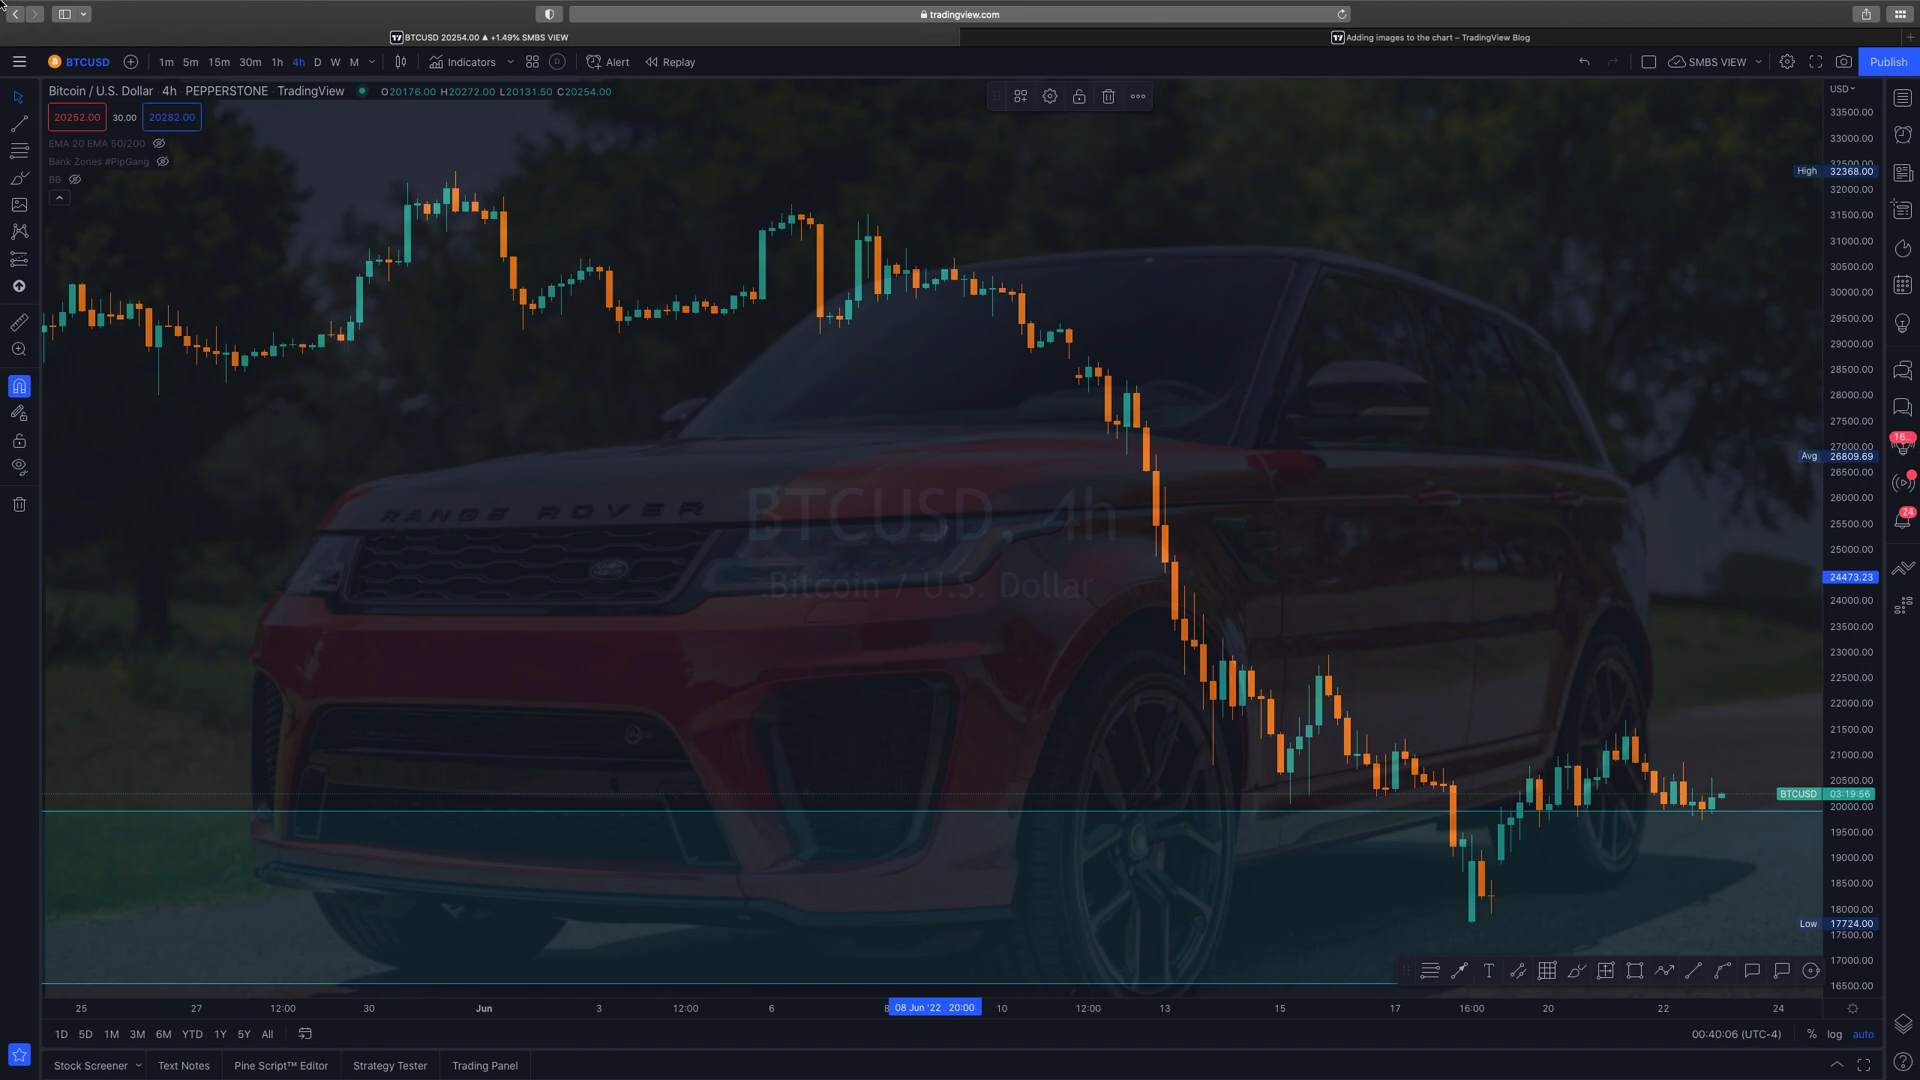 tradingview.com
BTCUSD 20254.00 ▲ +1.49% SMBS VIEW
Adding images to the chart – TradingView Blog
BTCUSD 1m 5m 15m 30m 1h 4h D W M Indicators D Alert Replay SMBS VIEW Publish
Bitcoin / U.S. Dollar 4h PEPPERSTONE TradingView O20176.00 H20272.00 L20131.50 C20254.00
USD
20252.00 30.00 20282.00
EMA 20 EMA 50/200
Bank Zones #PipGang
BB
33500.00
33000.00
32500.00
High 32368.00
32000.00
31500.00
31000.00
30500.00
30000.00
29500.00
29000.00
28500.00
28000.00
27500.00
27000.00
Avg 26809.69
26500.00
26000.00
25500.00
25000.00
24473.23
24000.00
23500.00
23000.00
22500.00
22000.00
21500.00
21000.00
20500.00
BTCUSD 03:19:56
20000.00
19500.00
19000.00
18500.00
18000.00
Low 17724.00
17500.00
17000.00
16500.00
16...
24
RANGE ROVER
BTCUSD, 4h
Bitcoin / U.S. Dollar
25 27 12:00 30 Jun 3 12:00 6 8 08 Jun '22 20:00 10 12:00 13 15 17 16:00 20 22 24
1D 5D 1M 3M 6M YTD 1Y 5Y All 00:40:06 (UTC-4) % log auto
Stock Screener Text Notes Pine Script™ Editor Strategy Tester Trading Panel